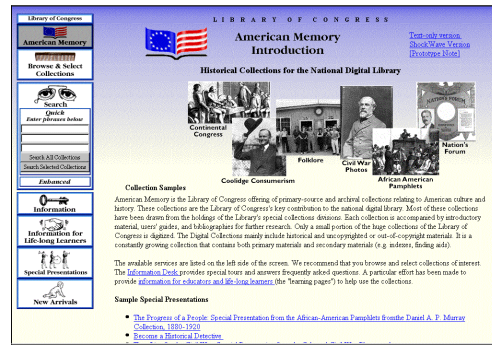 Library of Congress
American Memory
Browse & Select
Collections
Search
Quick
Enter phrases below
Search All Collections
Search Selected Collections
Enhanced
Information
Information for
Life-long Learners
Special Presentations
New Arrivals
LIBRARY OF CONGRESS
American Memory
Introduction
Text-only version
ShockWave Version
[Prototype Note]
Historical Collections for the National Digital Library
Continental
Congress
Coolidge Consumerism
Folklore
Civil War
Photos
African American
Pamphlets
NATION'S
FORUM
Nation's
Forum
Collection Samples
American Memory is the Library of Congress offering of primary-source and archival collections relating to American culture and
history. These collections are the Library of Congress's key contribution to the national digital library. Most of these collections
have been drawn from the holdings of the Library's special collections divisions. Each collection is accompanied by introductory
material, users' guides, and bibliographies for further research. Only a small portion of the huge collections of the Library of
Congress is digitized. The Digital Collections mainly include historical and uncopyrighted or out-of-copyright materials. It is a
constantly growing collection that contains both primary materials and secondary materials (e.g. indexes, finding aids).
The available services are listed on the left side of the screen. We recommend that you browse and select collections of interest.
The Information Desk provides special tours and answers frequently asked questions. A particular effort has been made to
provide information for educators and life-long learners (the "learning pages") to help use the collections.
Sample Special Presentations
The Progress of a People: Special Presentation from the African-American Pamphlets fromthe Daniel A. P. Murray
Collection, 1880-1920
Become a Historical Detective